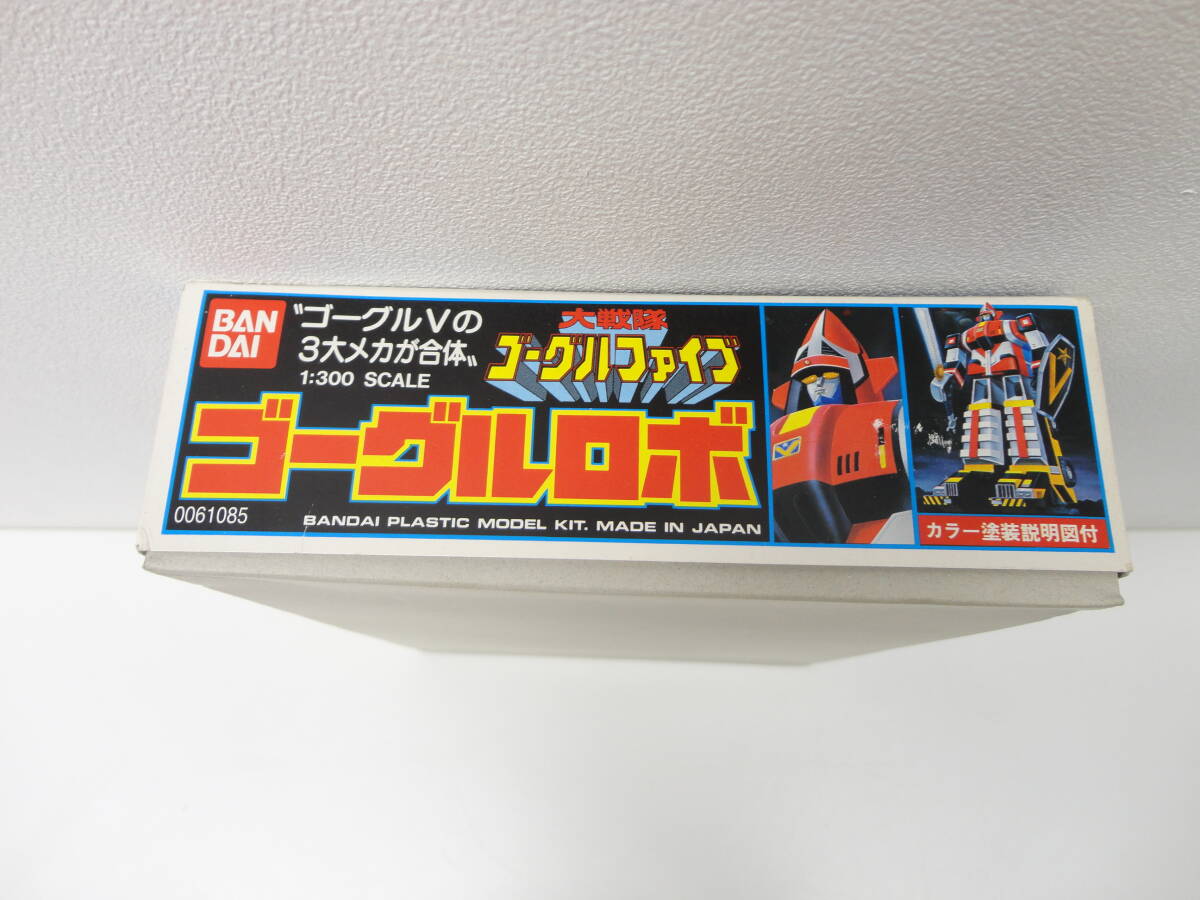 BAN
DAI
〝ゴーグルVの
3大メカが合体〟
1:300 SCALE
大戦隊
ゴーグルファイブ
ゴーグルロボ
0061085
BANDAI PLASTIC MODEL KIT. MADE IN JAPAN
カラー塗装説明図付